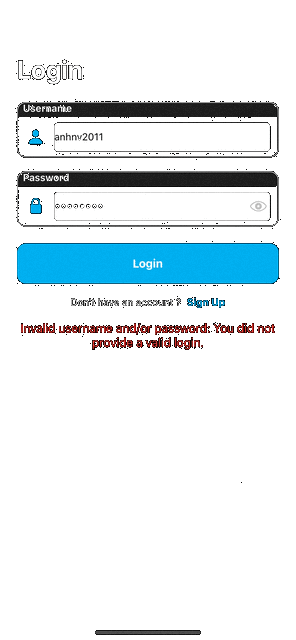 Login
Username
anhnv2011
Password
Login
Don't have an account ? Sign Up
Invalid username and/or password: You did not
provide a valid login.